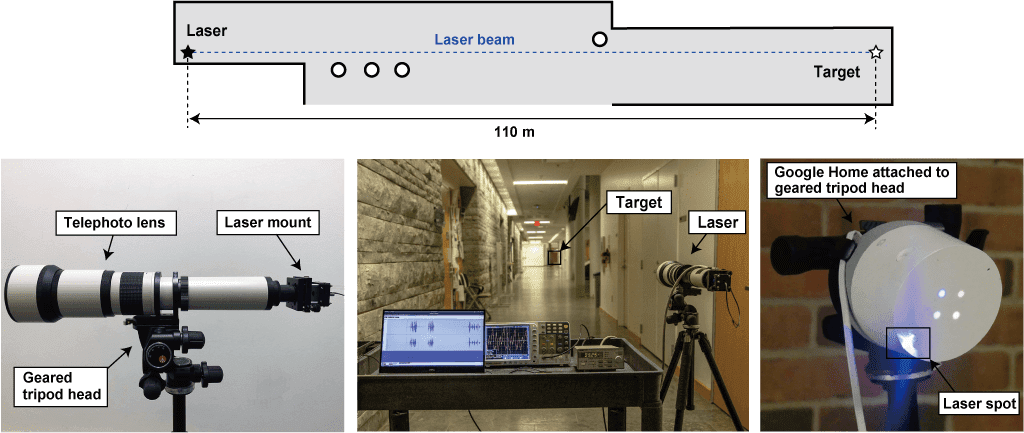 Laser
Laser beam
Target
110 m
Telephoto lens
Laser mount
Geared
tripod head
Target
Laser
Google Home attached to
geared tripod head
Laser spot